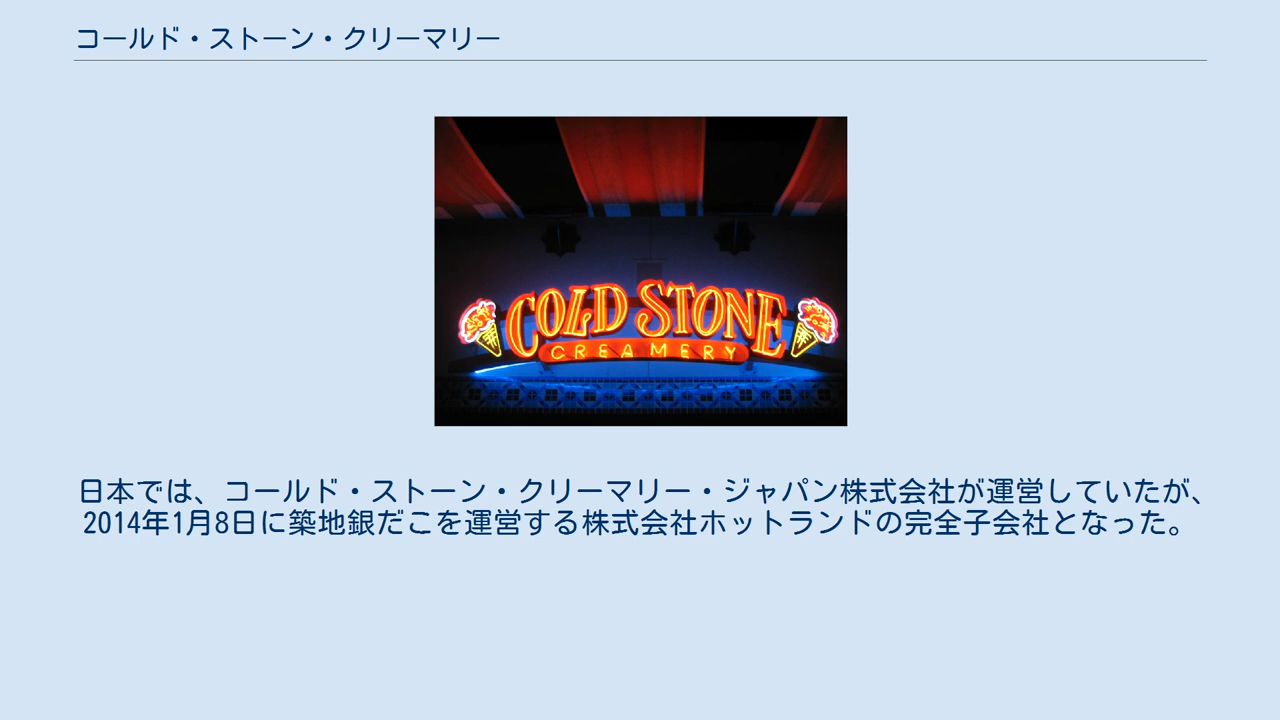 コールド・ストーン・クリーマリー
COLD STONE
CREAMERY
日本では、コールド・ストーン・クリーマリー・ジャパン株式会社が運営していたが、
2014年1月8日に築地銀だこを運営する株式会社ホットランドの完全子会社となった。